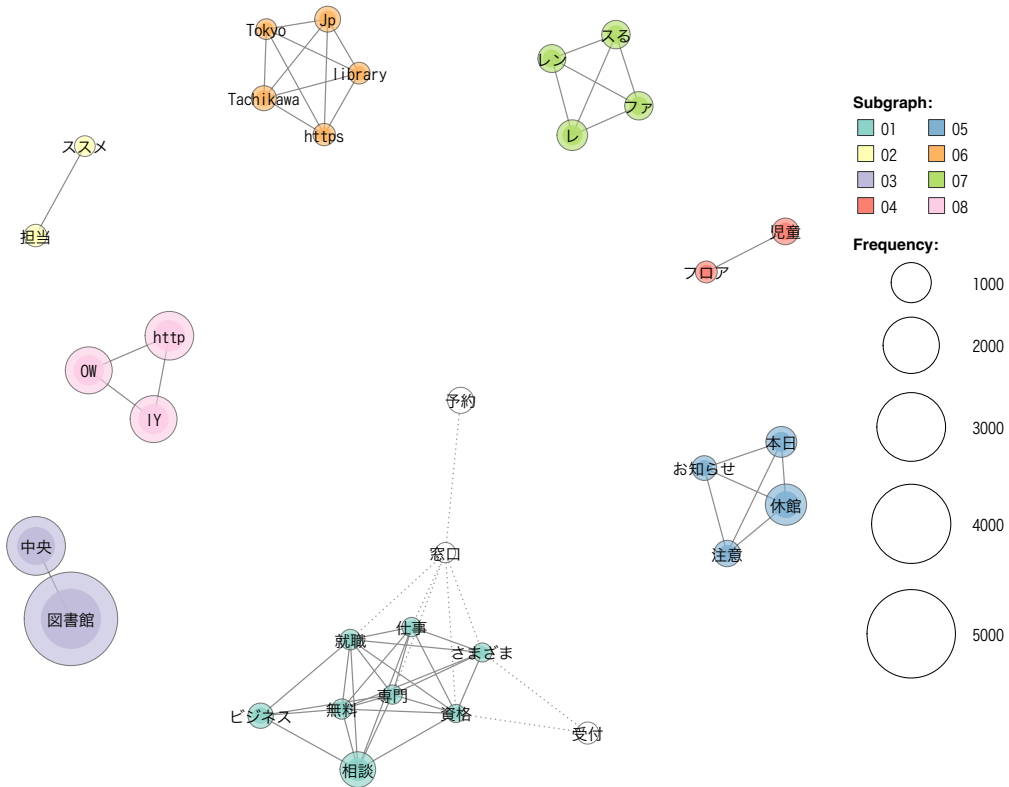 Jp
Tokyo
library
Tachikawa
https
スる
レン
ファ
レ
ススメ
担当
児童
フロア
http
OW
IY
予約
本日
お知らせ
休館
注意
中央
図書館
窓口
仕事
就職
さまざま
専門
無料
資格
ビジネス
受付
相談
Subgraph:
01 05
02 06
03 07
04 08
Frequency:
1000
2000
3000
4000
5000